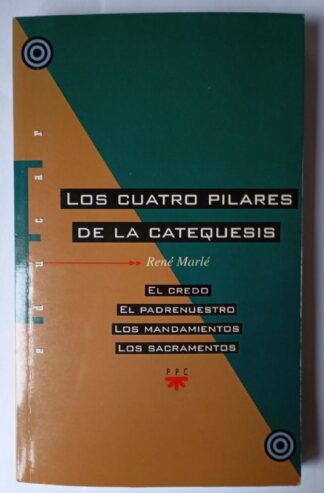 LOS CUATRO PILARES
DE LA CATEQUESIS
René Marlé
EL CREDO
EL PADRENUESTRO
LOS MANDAMIENTOS
LOS SACRAMENTOS
PPC